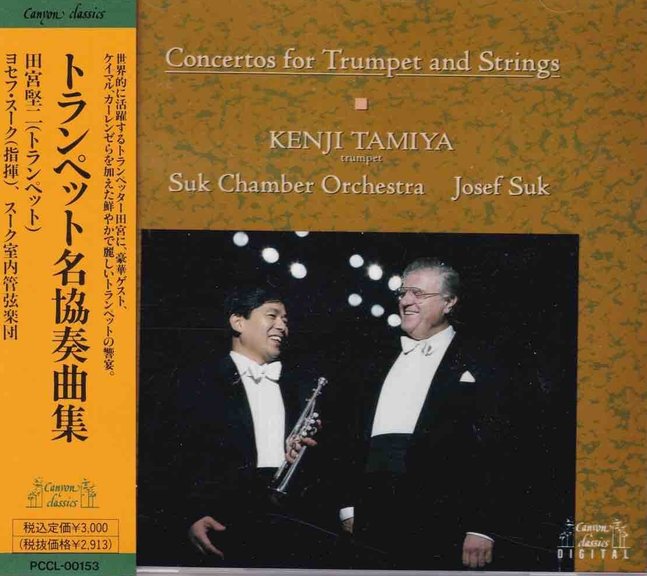 Canyon classics
トランペット名協奏曲集
田宮堅二(トランペット)
ヨセフ・スーク(指揮)、スーク室内管弦楽団
世界的に活躍するトランペッター田宮に、豪華ゲスト、
ケイマル、カーレンゼらを加えた鮮やかで麗しいトランペットの響宴。
Canyon
classics
税込定価¥3,000
(税抜価格¥2,913)
PCCL-00153
Concertos for Trumpet and Strings
KENJI TAMIYA
trumpet
Suk Chamber Orchestra Josef Suk
Canyon
classics
DIGITAL